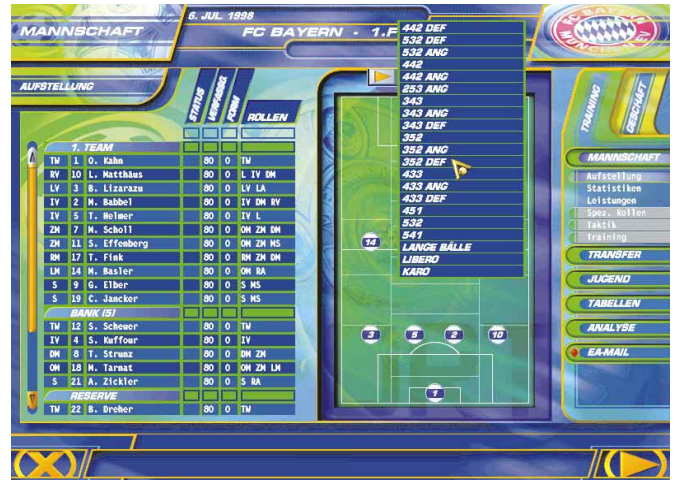 6. JUL. 1998
MANNSCHAFT
FC BAYERN - 1.F
FC BAYERN
MÜNCHEN EV
AUFSTELLUNG
STATUS
VERFASSG.
FORM
ROLLEN
1. TEAM
TW 1 O. Kahn 80 0 TW
RV 10 L. Matthäus 80 0 L IV DM
LV 3 B. Lizarazu 80 0 LV LA
IV 2 M. Babbel 80 0 IV DM RV
IV 5 T. Helmer 80 0 IV L
ZM 7 M. Scholl 80 0 OM ZM DM
ZM 11 S. Effenberg 80 0 OM ZM MS
RM 17 T. Fink 80 0 RM ZM DM
LM 14 M. Basler 80 0 OM RA
S 9 G. Elber 80 0 S MS
S 19 C. Jancker 80 0 S MS
BANK (5)
TW 12 S. Scheuer 80 0 TW
IV 4 S. Kuffour 80 0 IV
DM 8 T. Strunz 80 0 DM ZM
OM 18 M. Tarnat 80 0 OM ZM LM
S 21 A. Zickler 80 0 S RA
RESERVE
TW 22 B. Dreher 80 0 TW
442 DEF
532 DEF
532 ANG
442
442 ANG
253 ANG
343
343 ANG
343 DEF
352
352 ANG
352 DEF
433
433 ANG
433 DEF
451
532
541
LANGE BÄLLE
LIBERO
KARO
14
3 5 2 10
1
TRAINING
GESCHÄFT
MANNSCHAFT
Aufstellung
Statistiken
Leistungen
Spez. Rollen
Taktik
Training
TRANSFER
JUGEND
TABELLEN
ANALYSE
EA-MAIL